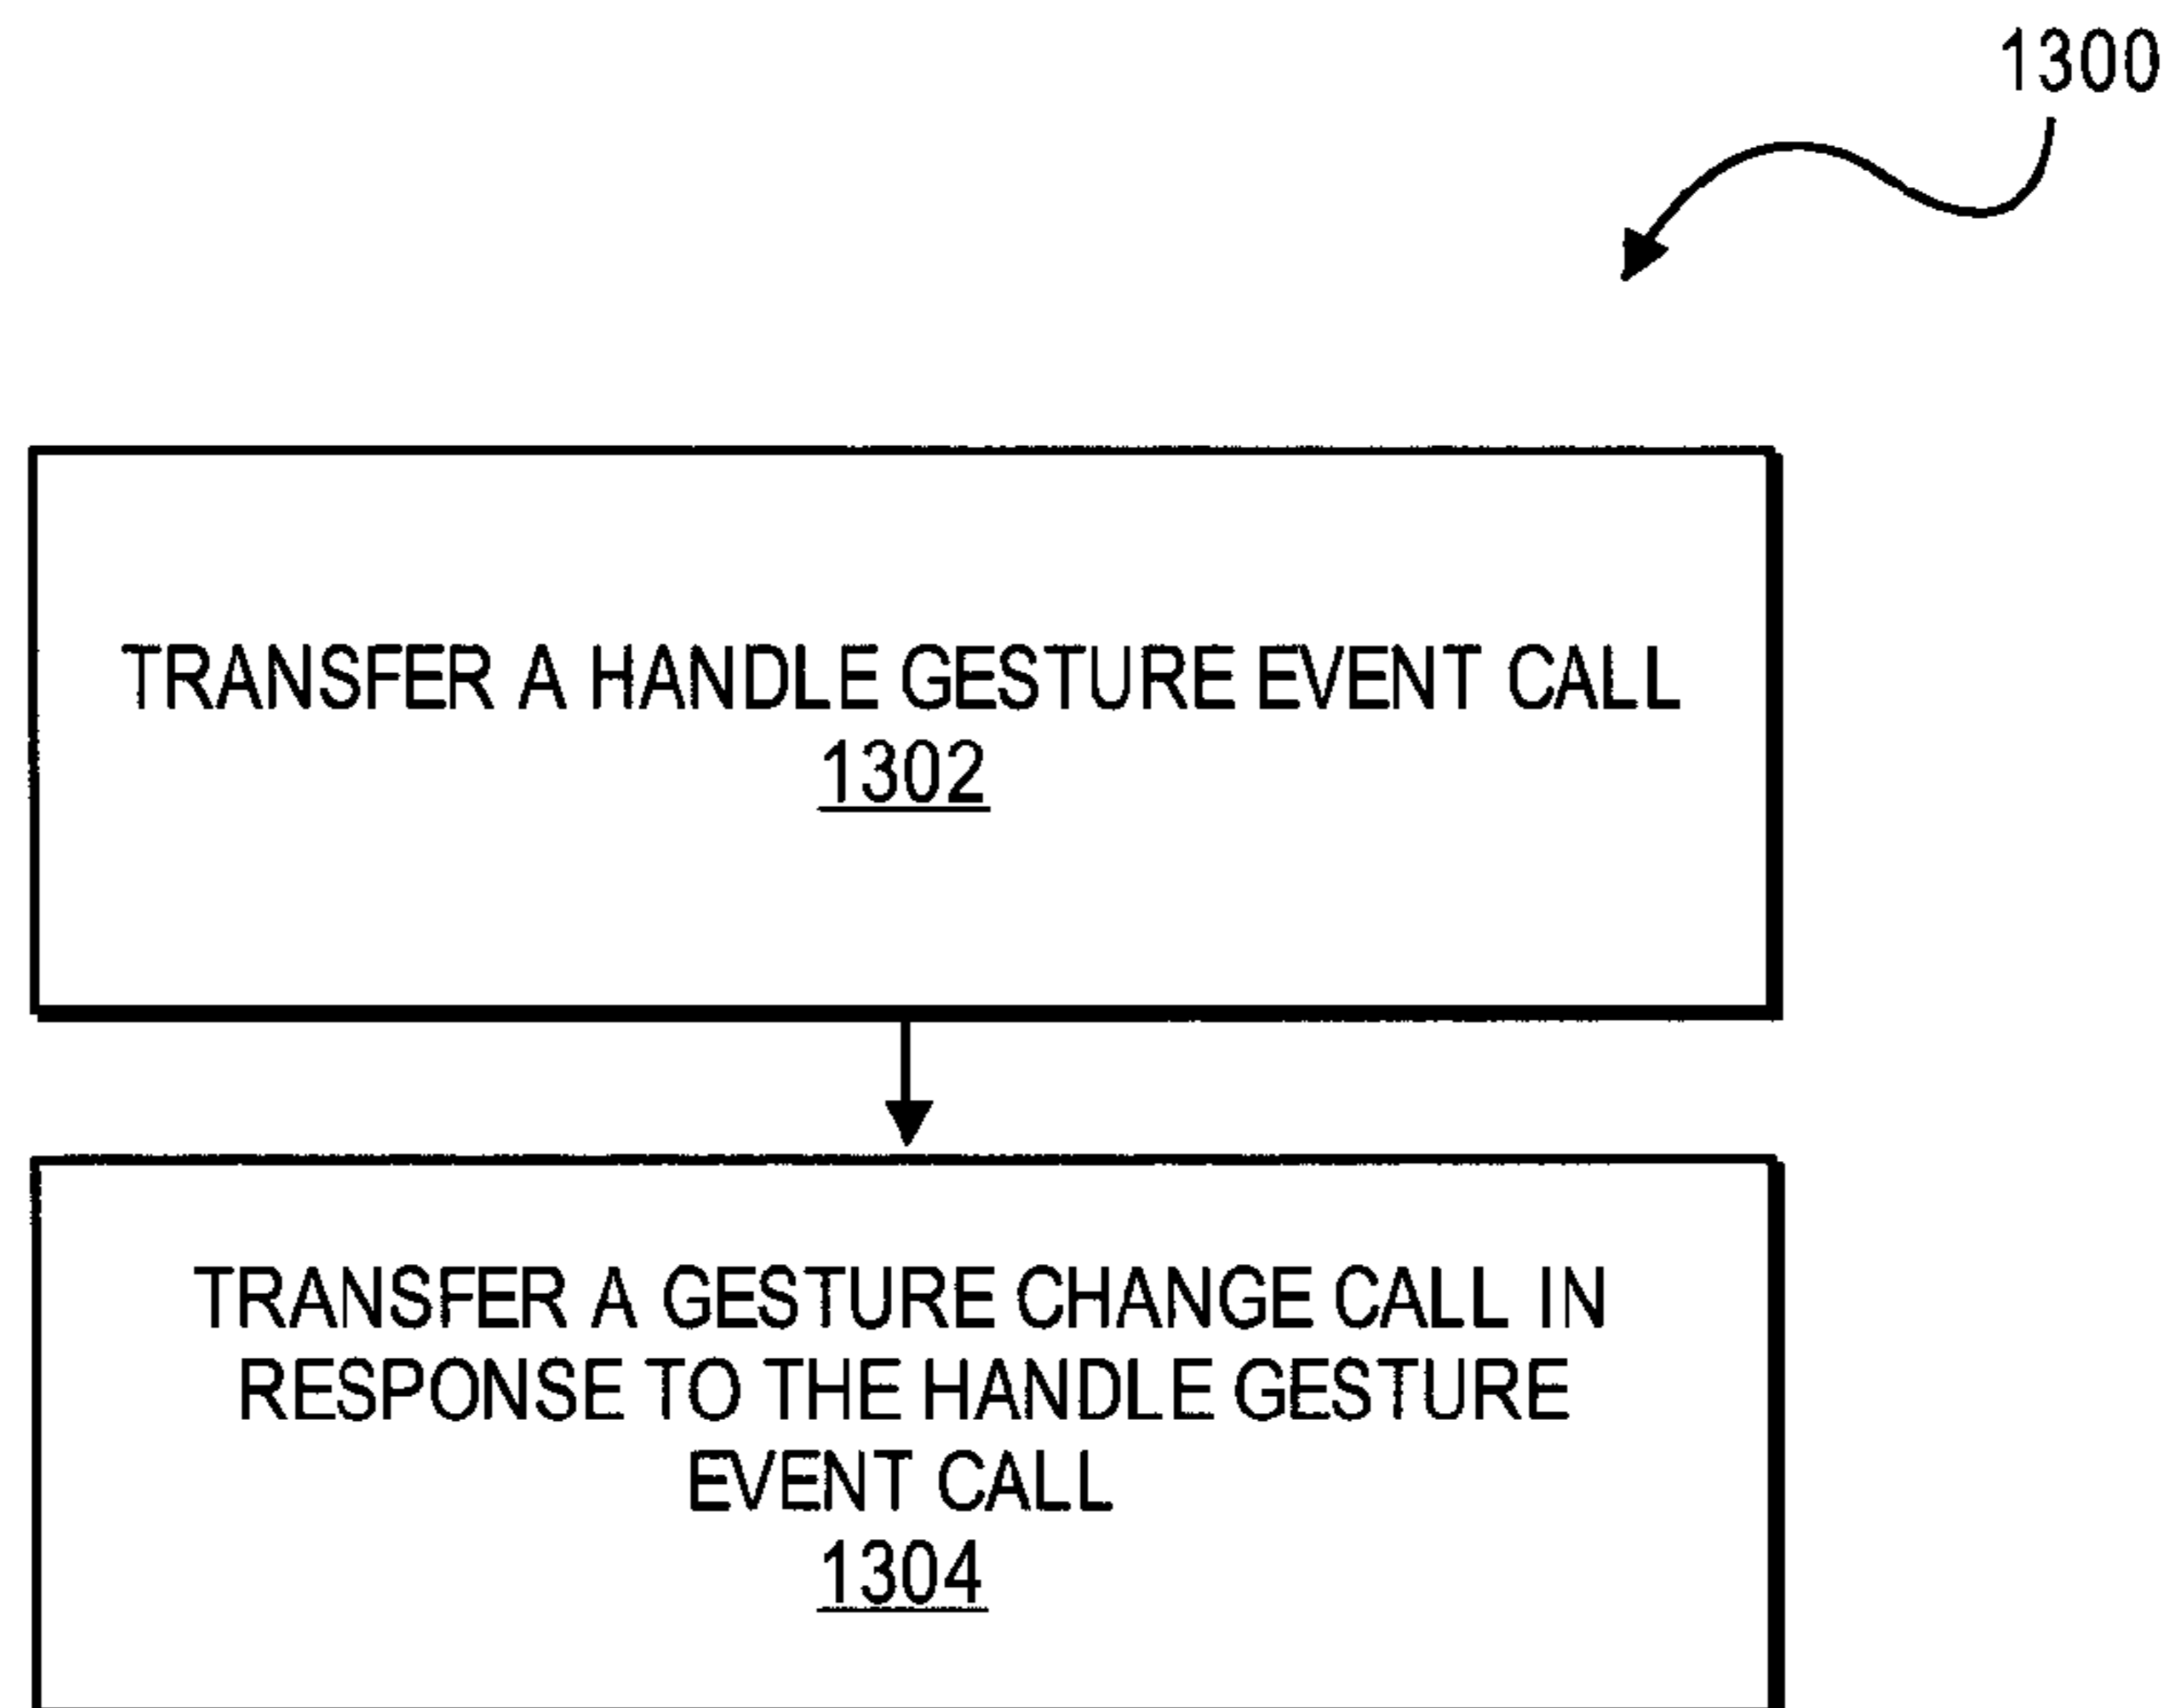 1300
TRANSFER A HANDLE GESTURE EVENT CALL
1302
TRANSFER A GESTURE CHANGE CALL IN
RESPONSE TO THE HANDLE GESTURE
EVENT CALL
1304